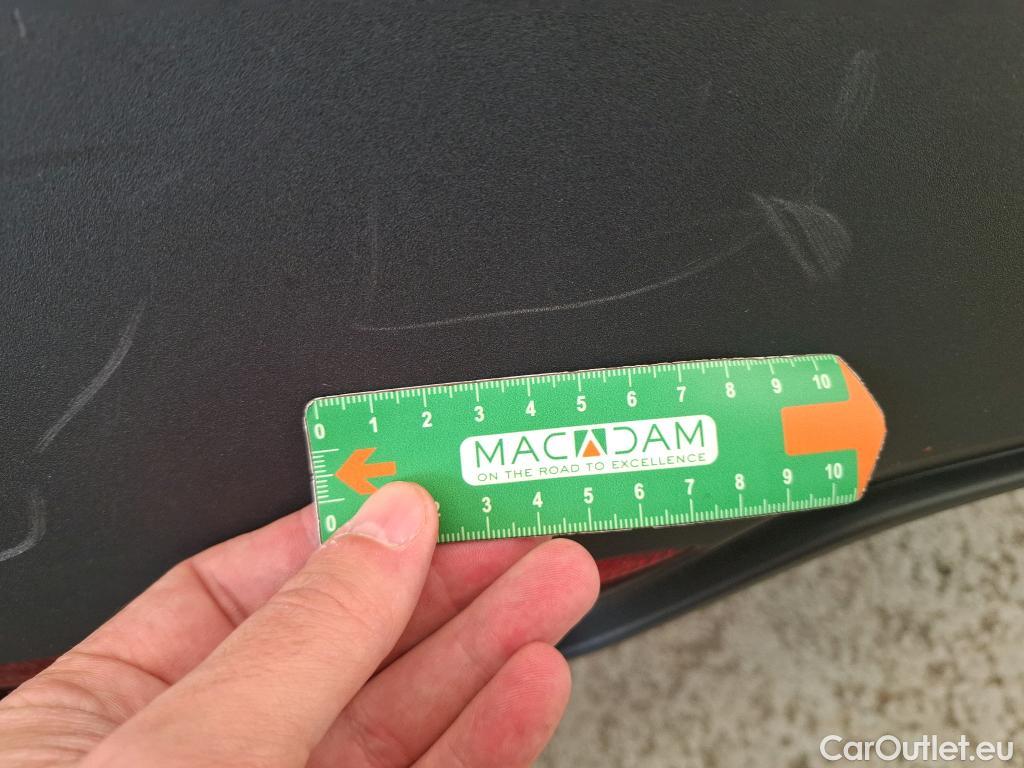 0 1 2 3 4 5 6 7 8 9 10
MACADAM
ON THE ROAD TO EXCELLENCE
0 2 3 4 5 6 7 8 9 10
CarOutlet.eu